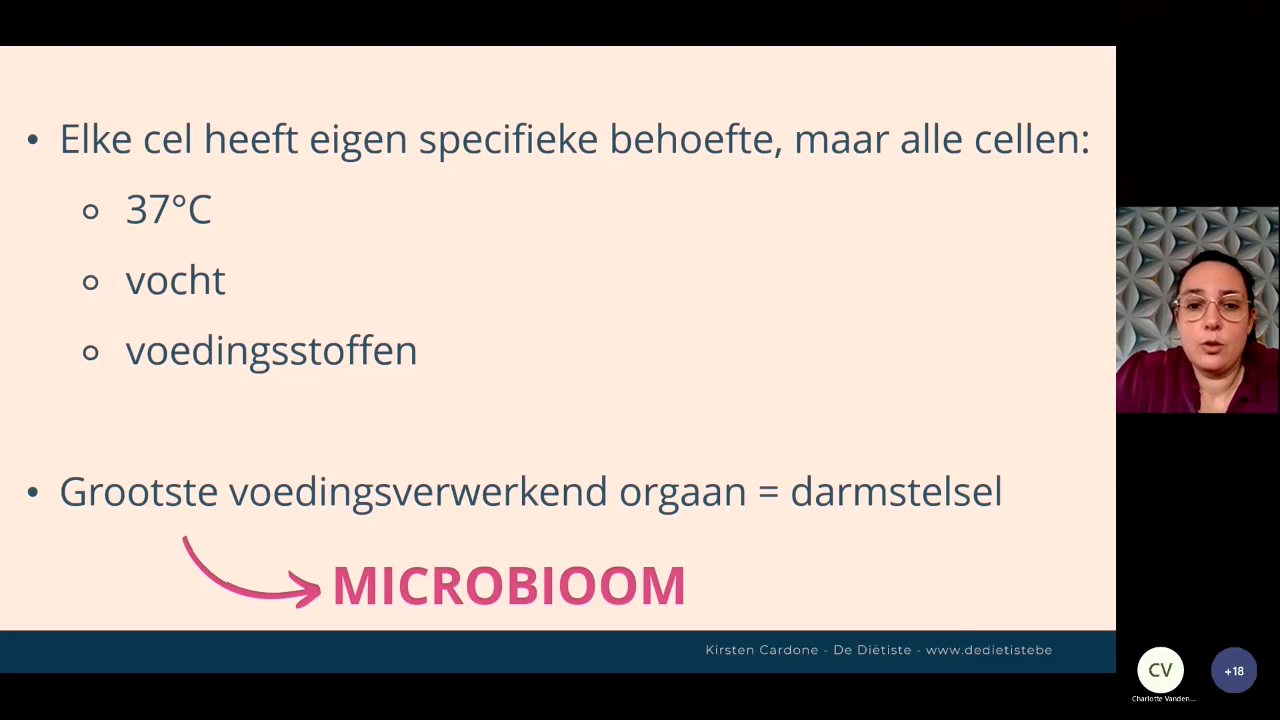 • Elke cel heeft eigen specifieke behoefte, maar alle cellen:
○ 37°C
○ vocht
○ voedingsstoffen
• Grootste voedingsverwerkend orgaan = darmstelsel
MICROBIOOM
Kirsten Cardone - De Diëtiste - www.dedietistebe
CV
+18
Charlotte Vanden...